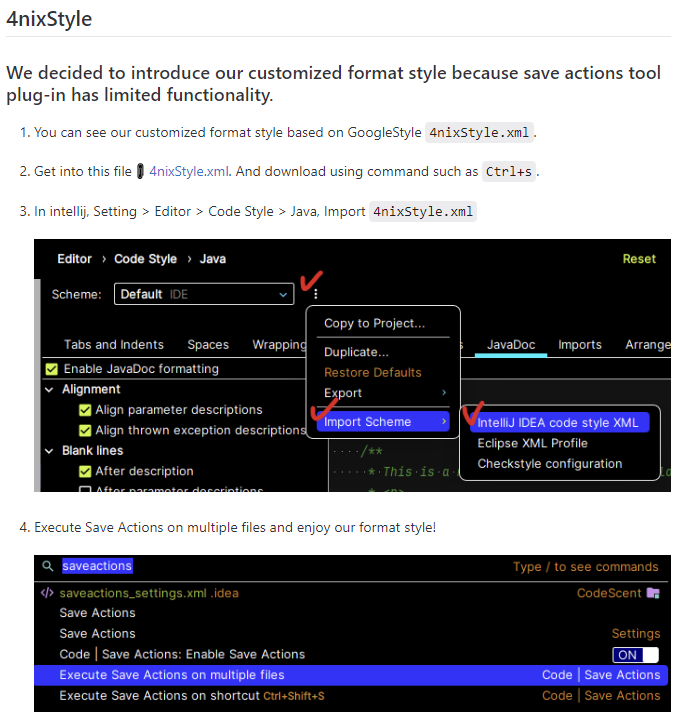 4nixStyle
We decided to introduce our customized format style because save actions tool
plug-in has limited functionality.
1. You can see our customized format style based on GoogleStyle 4nixStyle.xml.
2. Get into this file 4nixStyle.xml. And download using command such as Ctrl+s.
3. In intellij, Setting > Editor > Code Style > Java, Import 4nixStyle.xml
Editor › Code Style › Java Reset
Scheme: Default IDE
Copy to Project...
Tabs and Indents Spaces Wrapping JavaDoc Imports Arrange
Duplicate...
Enable JavaDoc formatting
Restore Defaults
Alignment
Export
Align parameter descriptions
Import Scheme
IntelliJ IDEA code style XML
Align thrown exception descriptions
Eclipse XML Profile
Blank lines
/**
Checkstyle configuration
After description
* This is a
After parameter descriptions
* <p>
4. Execute Save Actions on multiple files and enjoy our format style!
saveactions Type / to see commands
</> saveactions_settings.xml .idea CodeScent
Save Actions
Save Actions Settings
Code | Save Actions: Enable Save Actions ON
Execute Save Actions on multiple files Code | Save Actions
Execute Save Actions on shortcut Ctrl+Shift+S Code | Save Actions